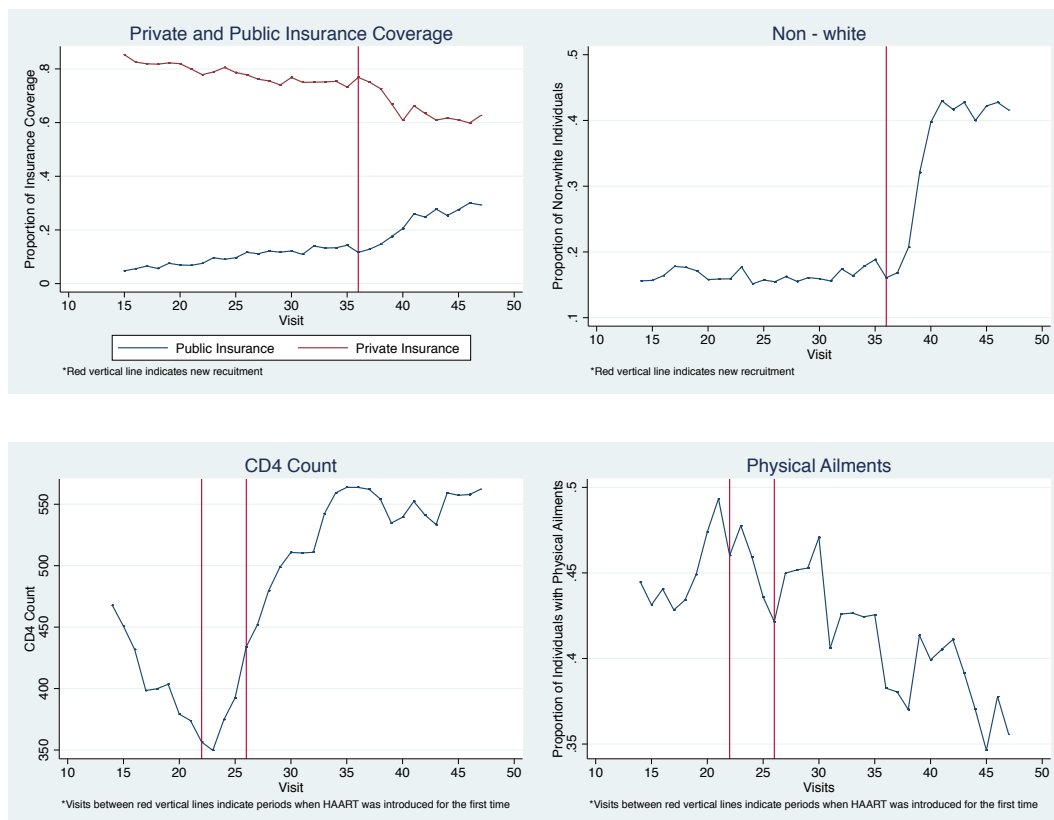 Private and Public Insurance Coverage
Proportion of Insurance Coverage
.8
.6
.4
.2
0
10 15 20 25 30 35 40 45 50
Visit
Public Insurance Private Insurance
*Red vertical line indicates new recuitment
Non - white
Proportion of Non-white Individuals
.5
.4
.3
.2
.1
10 15 20 25 30 35 40 45 50
Visit
*Red vertical line indicates new recruitment
CD4 Count
CD4 Count
550
500
450
400
350
10 15 20 25 30 35 40 45 50
Visit
*Visits between red vertical lines indicate periods when HAART was introduced for the first time
Physical Ailments
Proportion of Individuals with Physical Ailments
.5
.45
.4
.35
10 15 20 25 30 35 40 45 50
Visits
*Visits between red vertical lines indicate periods when HAART was introduced for the first time